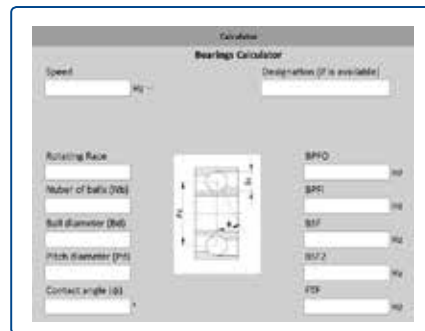 Calculator
Bearings Calculator
Speed
Designation (if is available)
Hz
Rotating Race
BPFO
Hz
Nuber of balls (Nb)
BPFI
Hz
Ball diameter (Bd)
BSF
Hz
Pitch diameter (Pd)
BSF2
Hz
Contact angle (ϕ)
°
FTF
Hz